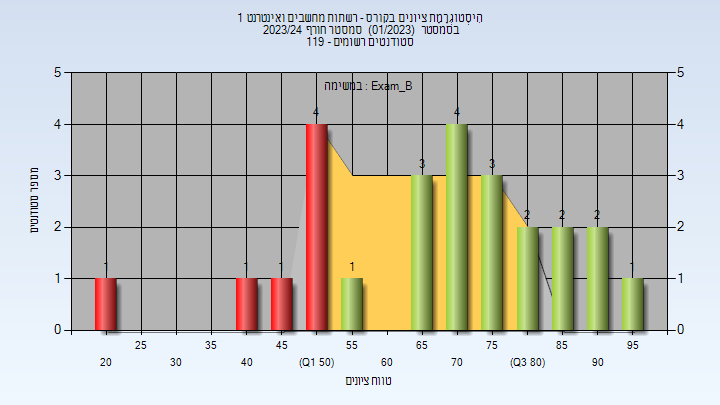 היסטוגרמת ציונים בקורס - רשתות מחשבים ואינטרנט 1
בסמסטר (01/2023) סמסטר חורף 2023/24
119 - סטודנטים רשומים
במשימה : Exam_B
5 5
4 4 4 4
3 3 3 3
2 2 2 2 2
1 1 1 1 1 1 1
0 0
מספר סטודנטים
25 35 55 65 75 85 95
20 30 40 (Q1 50) 60 70 (Q3 80) 90
טווח ציונים